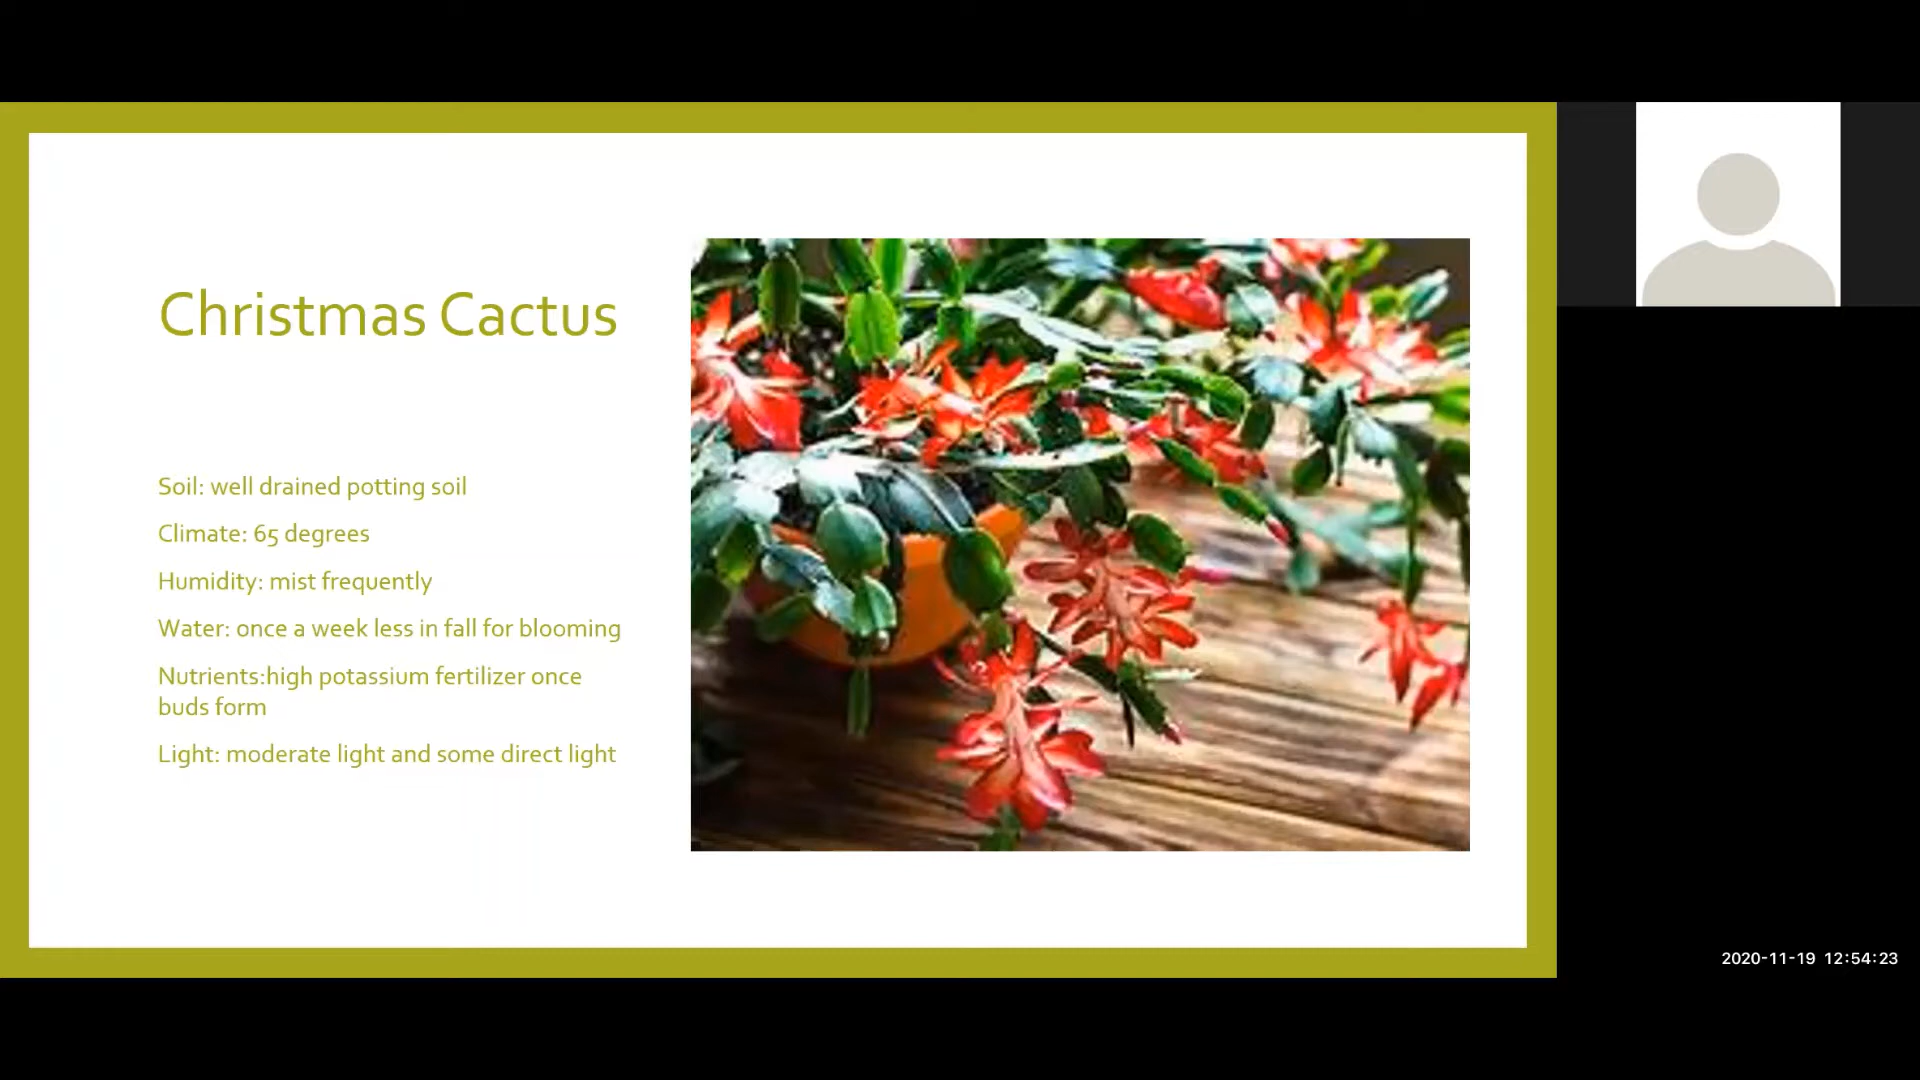 Christmas Cactus
Soil: well drained potting soil
Climate: 65 degrees
Humidity: mist frequently
Water: once a week less in fall for blooming
Nutrients:high potassium fertilizer once
buds form
Light: moderate light and some direct light
2020-11-19 12:54:23